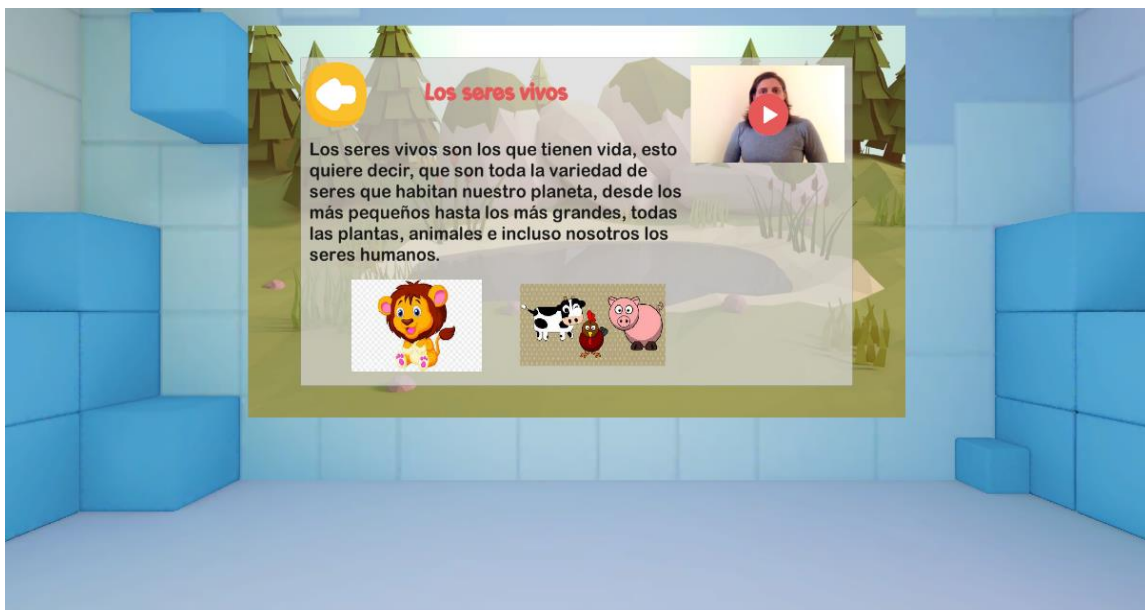 Los seres vivos
Los seres vivos son los que tienen vida, esto
quiere decir, que son toda la variedad de
seres que habitan nuestro planeta, desde los
más pequeños hasta los más grandes, todas
las plantas, animales e incluso nosotros los
seres humanos.